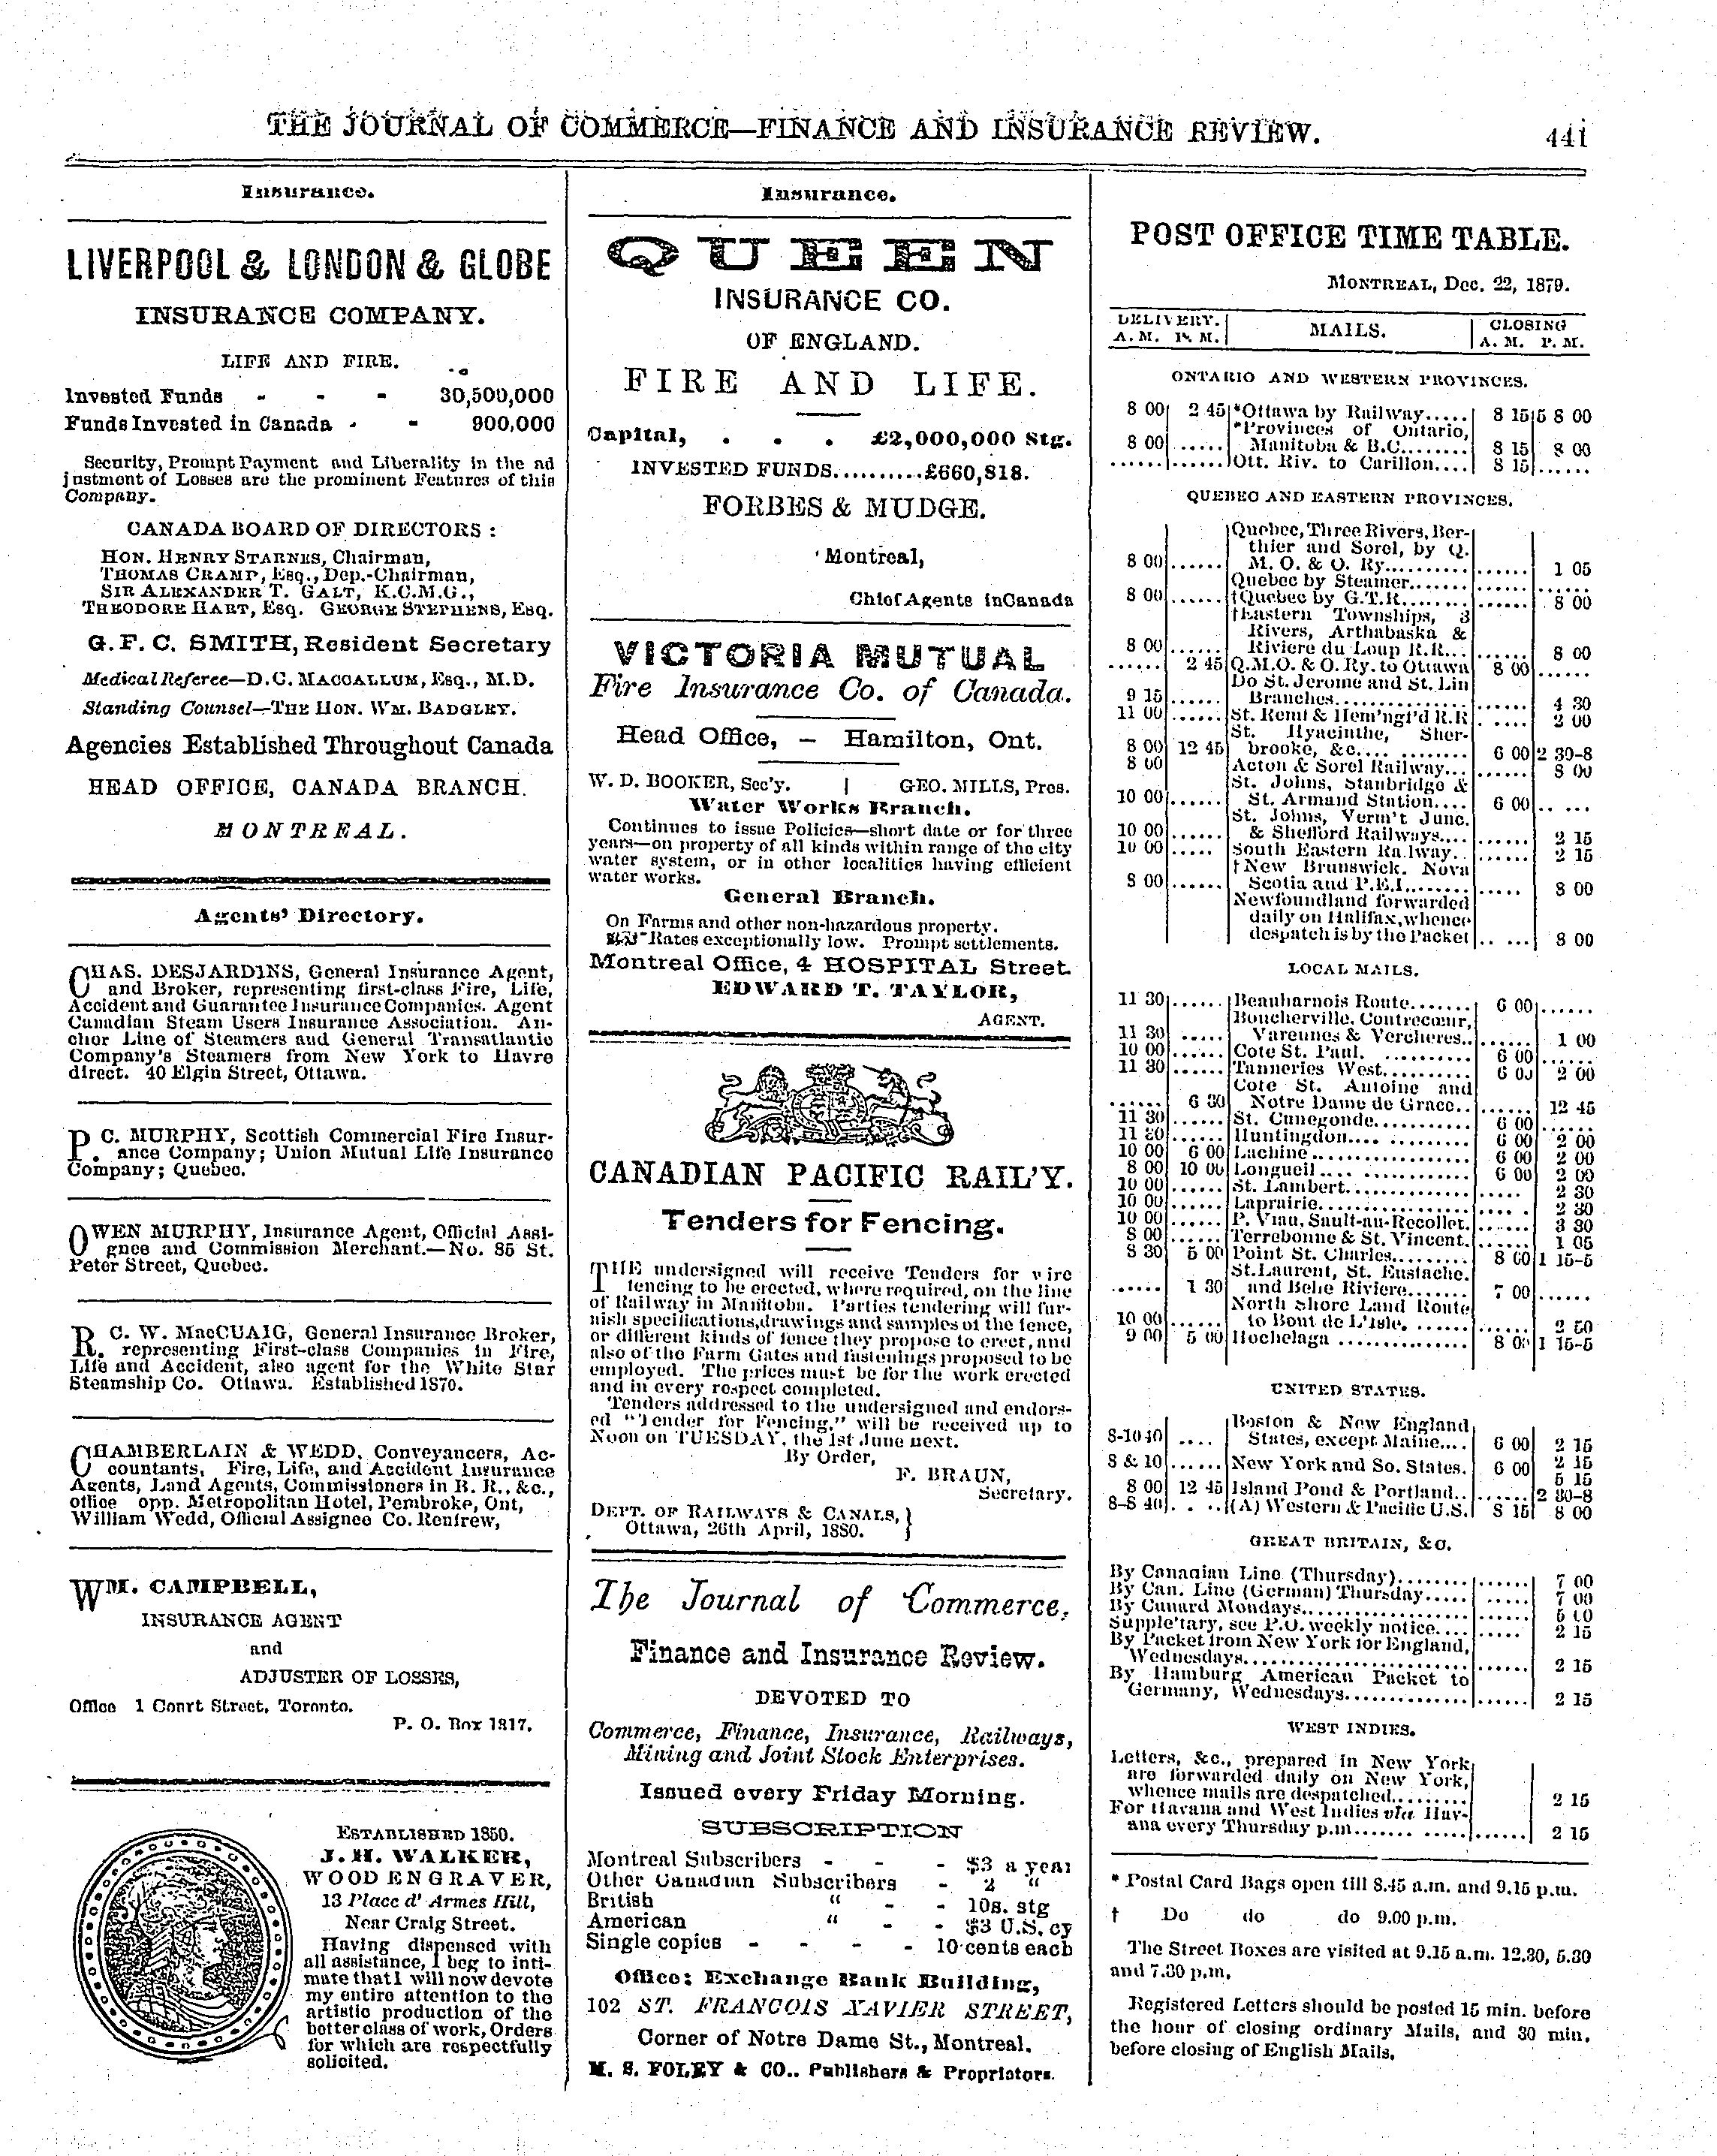 THE JOURNAL OF COMMERCE—FINANCE AND INSURANCE REVIEW. 441
Insurance.
LIVERPOOL & LONDON & GLOBE
INSURANCE COMPANY.
LIFE AND FIRE.
Invested Funds - - - 30,500,000
Funds Invested in Canada - - 900,000
Security, Prompt Payment and Liberality in the ad
justment of Losses are the prominent Features of this
Company.
CANADA BOARD OF DIRECTORS :
HON. HENRY STARNES, Chairman,
THOMAS CRAMP, Esq., Dep.-Chairman,
SIR ALEXANDER T. GALT, K.C.M.G.,
THEODORE HART, Esq. GEORGE STEPHENS, Esq.
G. F. C. SMITH, Resident Secretary
Medical Referee—D. C. MACCALLUM, Esq., M.D.
Standing Counsel—THE HON. WM. BADGLEY.
Agencies Established Throughout Canada
HEAD OFFICE, CANADA BRANCH.
MONTREAL.
Agents' Directory.
CHAS. DESJARDINS, General Insurance Agent,
and Broker, representing first-class Fire, Life,
Accident and Guarantee Insurance Companies. Agent
Canadian Steam Users Insurance Association. An-
chor Line of Steamers and General Transatlantic
Company's Steamers from New York to Havre
direct. 40 Elgin Street, Ottawa.
P. C. MURPHY, Scottish Commercial Fire Insur-
ance Company; Union Mutual Life Insurance
Company; Quebec.
OWEN MURPHY, Insurance Agent, Official Assi-
gnee and Commission Merchant.—No. 85 St.
Peter Street, Quebec.
R. C. W. MacCUAIG, General Insurance Broker,
representing First-class Companies in Fire,
Life and Accident, also agent for the White Star
Steamship Co. Ottawa. Established 1870.
CHAMBERLAIN & WEDD, Conveyancers, Ac-
countants, Fire, Life, and Accident Insurance
Agents, Land Agents, Commissioners in B. R., &c.,
office opp. Metropolitan Hotel, Pembroke, Ont,
William Wedd, Official Assignee Co. Renfrew,
WM. CAMPBELL,
INSURANCE AGENT
and
ADJUSTER OF LOSSES,
Office 1 Court Street, Toronto.
P. O. Box 1317.
ESTABLISHED 1850.
J. H. WALKER,
WOOD ENGRAVER,
13 Place d' Armes Hill,
Near Craig Street.
Having dispensed with
all assistance, I beg to inti-
mate that I will now devote
my entire attention to the
artistic production of the
better class of work, Orders
for which are respectfully
solicited.
Insurance.
QUEEN
INSURANCE CO.
OF ENGLAND.
FIRE AND LIFE.
Capital, . . . £2,000,000 Stg.
INVESTED FUNDS..........£660,818.
FORBES & MUDGE.
Montreal,
Chief Agents in Canada
VICTORIA MUTUAL
Fire Insurance Co. of Canada.
Head Office, — Hamilton, Ont.
W. D. BOOKER, Sec'y. | GEO. MILLS, Pres.
Water Works Branch.
Continues to issue Policies—short date or for three
years—on property of all kinds within range of the city
water system, or in other localities having efficient
water works.
General Branch.
On Farms and other non-hazardous property.
Rates exceptionally low. Prompt settlements.
Montreal Office, 4 HOSPITAL Street.
EDWARD T. TAYLOR,
AGENT.
CANADIAN PACIFIC RAIL'Y.
Tenders for Fencing.
THE undersigned will receive Tenders for wire
fencing to be erected, where required, on the line
of Railway in Manitoba. Parties tendering will fur-
nish specifications, drawings and samples of the fence,
or different kinds of fence they propose to erect, and
also of the Farm Gates and fastenings proposed to be
employed. The prices must be for the work erected
and in every respect completed.
Tenders addressed to the undersigned and endors-
ed "Tender for Fencing," will be received up to
Noon on TUESDAY, the 1st June next.
By Order,
F. BRAUN,
Secretary.
DEPT. OF RAILWAYS & CANALS, }
Ottawa, 26th April, 1880. }
The Journal of Commerce,
Finance and Insurance Review.
DEVOTED TO
Commerce, Finance, Insurance, Railways,
Mining and Joint Stock Enterprises.
Issued every Friday Morning.
SUBSCRIPTION
Montreal Subscribers - - - $3 a year
Other Canadian Subscribers - 2 "
British " - - 10s. stg
American " - - $3 U.S. cy
Single copies - - - - 10 cents each
Office: Exchange Bank Building,
102 ST. FRANCOIS XAVIER STREET,
Corner of Notre Dame St., Montreal.
M. S. FOLEY & CO.. Publishers & Proprietors.
POST OFFICE TIME TABLE.
MONTREAL, Dec. 22, 1879.
DELIVERY. MAILS. CLOSING
A. M. P. M. A. M. P. M.
ONTARIO AND WESTERN PROVINCES.
8 00 2 45 *Ottawa by Railway..... 8 15 5 8 00
*Provinces of Ontario,
8 00 ...... Manitoba & B.C........ 8 15 8 00
...... ...... Ott. Riv. to Carillon.... 8 15 ......
QUEBEC AND EASTERN PROVINCES.
Quebec, Three Rivers, Ber-
thier and Sorel, by Q.
8 00 ...... M. O. & O. Ry.......... ...... 1 05
Quebec by Steamer....... ...... ......
8 00 ...... †Quebec by G.T.R........ ...... 8 00
†Eastern Townships, 3
Rivers, Arthabaska &
8 00 ...... Riviere du Loup R.R... ...... 8 00
...... 2 45 Q.M.O. & O. Ry. to Ottawa 8 00 ......
Do St. Jerome and St. Lin
9 15 ...... Branches............... ...... 4 30
11 00 ...... St. Remi & Hem'ngf'd R.R ...... 2 00
St. Hyacinthe, Sher-
8 00 12 45 brooke, &c.... ......... 6 00 2 30-8
8 00 Acton & Sorel Railway... ...... 8 00
St. Johns, Stanbridge &
10 00 ...... St. Armand Station.... 6 00 .. ...
St. Johns, Verm't Junc.
10 00 ...... & Shefford Railways.... ...... 2 15
10 00 ..... South Eastern Railway.. ...... 2 15
†New Brunswick. Nova
8 00 ...... Scotia and P.E.I........ ..... 8 00
Newfoundland forwarded
daily on Halifax, whence
despatch is by the Packet .. ... 8 00
LOCAL MAILS.
11 30 ...... Beauharnois Route....... 6 00 ......
Boucherville, Contrecœur,
11 30 ..... Varennes & Vercheres.. ...... 1 00
10 00 ...... Cote St. Paul. .......... 6 00 ......
11 30 ...... Tanneries West.......... 6 00 2 00
Cote St. Antoine and
...... 6 30 Notre Dame de Grace.. ...... 12 45
11 30 ...... St. Cunegonde........... 6 00 ......
11 30 ...... Huntingdon.... ......... 6 00 2 00
10 00 6 00 Lachine.................. 6 00 2 00
8 00 10 00 Longueil.... ............ 6 00 2 00
10 00 ...... St. Lambert.............. ..... 2 30
10 00 ...... Laprairie................. .... . 2 30
10 00 ...... P. Viau, Sault-au-Recollet. ...... 3 30
8 00 ...... Terrebonne & St. Vincent. ...... 1 05
8 30 5 00 Point St. Charles......... 8 00 1 15-5
St. Laurent, St. Eustache.
...... 1 30 and Belle Riviere....... 7 00 ......
North Shore Land Route
10 00 ...... to Bout de L'Isle. ....... ...... 2 50
9 00 5 00 Hochelaga ............... 8 00 1 15-5
UNITED STATES.
Boston & New England
8-10 40 .... States, except Maine.... 6 00 2 15
8 & 10 ...... New York and So. States. 6 00 2 15
5 15
8 00 12 45 Island Pond & Portland.. ...... 2 30-8
8-8 40 . .. (A) Western & Pacific U.S. 8 15 8 00
GREAT BRITAIN, &C.
By Canadian Line (Thursday)......... ...... 7 00
By Can. Line (German) Thursday..... ..... 7 00
By Cunard Mondays.................. ......
Supple'tary, see P.O. weekly notice.... ..... 2 15
By Packet from New York for England,
Wednesdays........................ ...... 2 15
By Hamburg American Packet to
Germany, Wednesdays.............. ...... 2 15
WEST INDIES.
Letters, &c., prepared in New York
are forwarded daily on New York,
whence mails are despatched.......... 2 15
For Havana and West Indies via Hav-
ana every Thursday p.m....... ..... ...... 2 15
* Postal Card Bags open till 8.45 a.m. and 9.15 p.m.
† Do do do 9.00 p.m.
The Street Boxes are visited at 9.15 a.m. 12.30, 5.30
and 7.30 p.m.
Registered Letters should be posted 15 min. before
the hour of closing ordinary Mails, and 30 min.
before closing of English Mails.